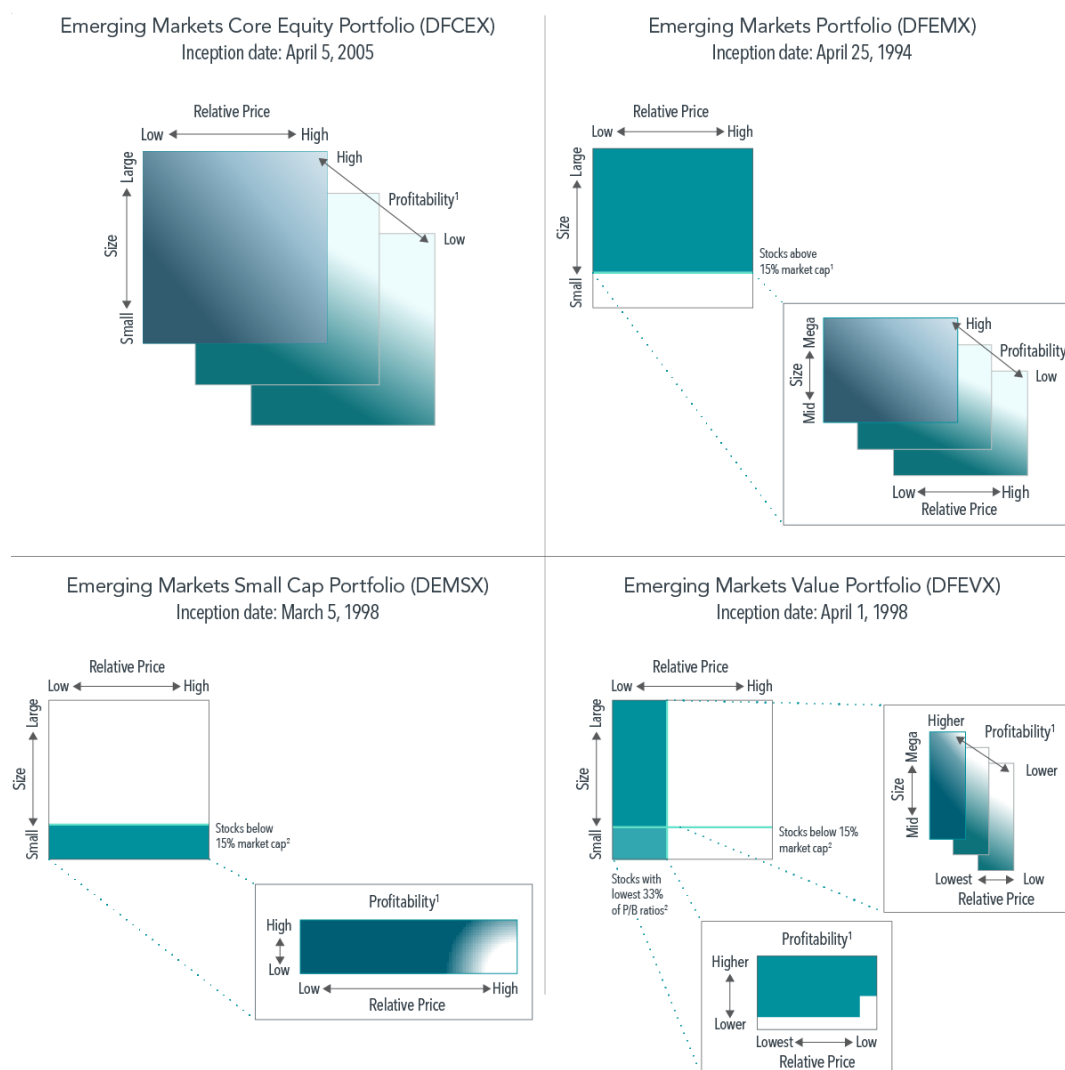 Emerging Markets Core Equity Portfolio (DFCEX)
Inception date: April 5, 2005
Relative Price
Low
High
Large
Size
Small
High
Profitability¹
Low
Emerging Markets Portfolio (DFEMX)
Inception date: April 25, 1994
Relative Price
Low
High
Large
Size
Small
Stocks above
15% market cap¹
Mega
Size
Mid
High
Profitability
Low
Low
High
Relative Price
Emerging Markets Small Cap Portfolio (DEMSX)
Inception date: March 5, 1998
Relative Price
Low
High
Large
Size
Small
Stocks below
15% market cap²
Profitability¹
High
Low
Low
High
Relative Price
Emerging Markets Value Portfolio (DFEVX)
Inception date: April 1, 1998
Relative Price
Low
High
Large
Size
Small
Stocks below 15%
market cap²
Stocks with
lowest 33%
of P/B ratios²
Higher
Profitability¹
Lower
Mega
Size
Mid
Lowest
Low
Relative Price
Profitability¹
Higher
Lower
Lowest
Low
Relative Price